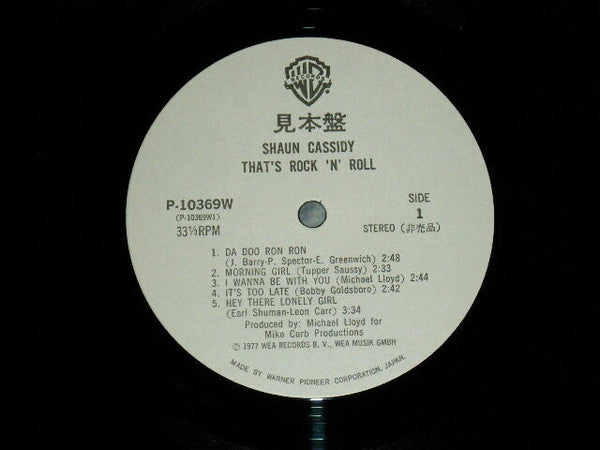 RECORDS
見本盤
SHAUN CASSIDY
THAT'S ROCK 'N' ROLL
P-10369W
(P-10369W1)
33⅓RPM
SIDE
1
STEREO (非売品)
1. DA DOO RON RON
(J. Barry-P. Spector-E. Greenwich) 2:48
2. MORNING GIRL (Tupper Saussy) 2:33
3. I WANNA BE WITH YOU (Michael Lloyd) 2:44
4. IT'S TOO LATE (Bobby Goldsboro) 2:42
5. HEY THERE LONELY GIRL
(Earl Shuman-Leon Carr) 3:34
Produced by: Michael Lloyd for
Mike Curb Productions
Ⓟ 1977 WEA RECORDS B. V., WEA MUSIK GMBH
MADE BY WARNER PIONEER CORPORATION, JAPAN.